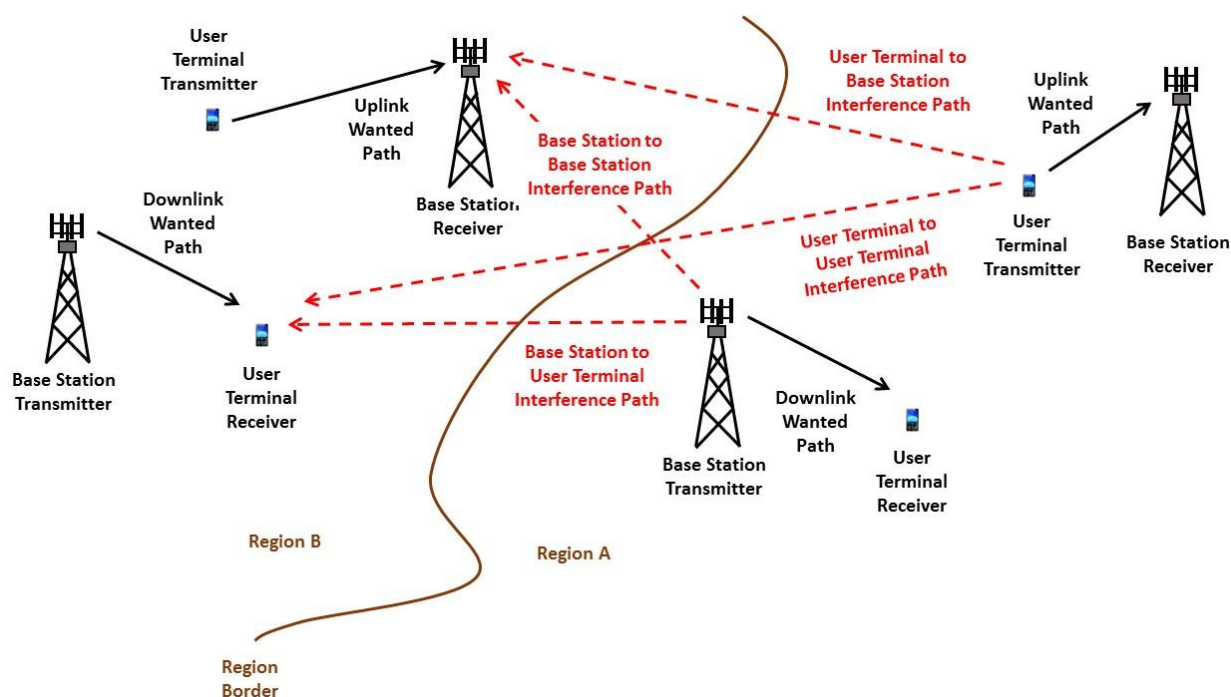 User
Terminal
Transmitter
Uplink
Wanted
Path
User Terminal to
Base Station
Interference Path
Uplink
Wanted
Path
Base Station to
Base Station
Interference Path
Downlink
Wanted
Path
Base Station
Receiver
User Terminal to
User Terminal
Interference Path
User
Terminal
Transmitter
Base Station
Receiver
Base Station
Transmitter
User
Terminal
Receiver
Base Station to
User Terminal
Interference Path
Downlink
Wanted
Path
Base Station
Transmitter
User
Terminal
Receiver
Region B
Region A
Region
Border